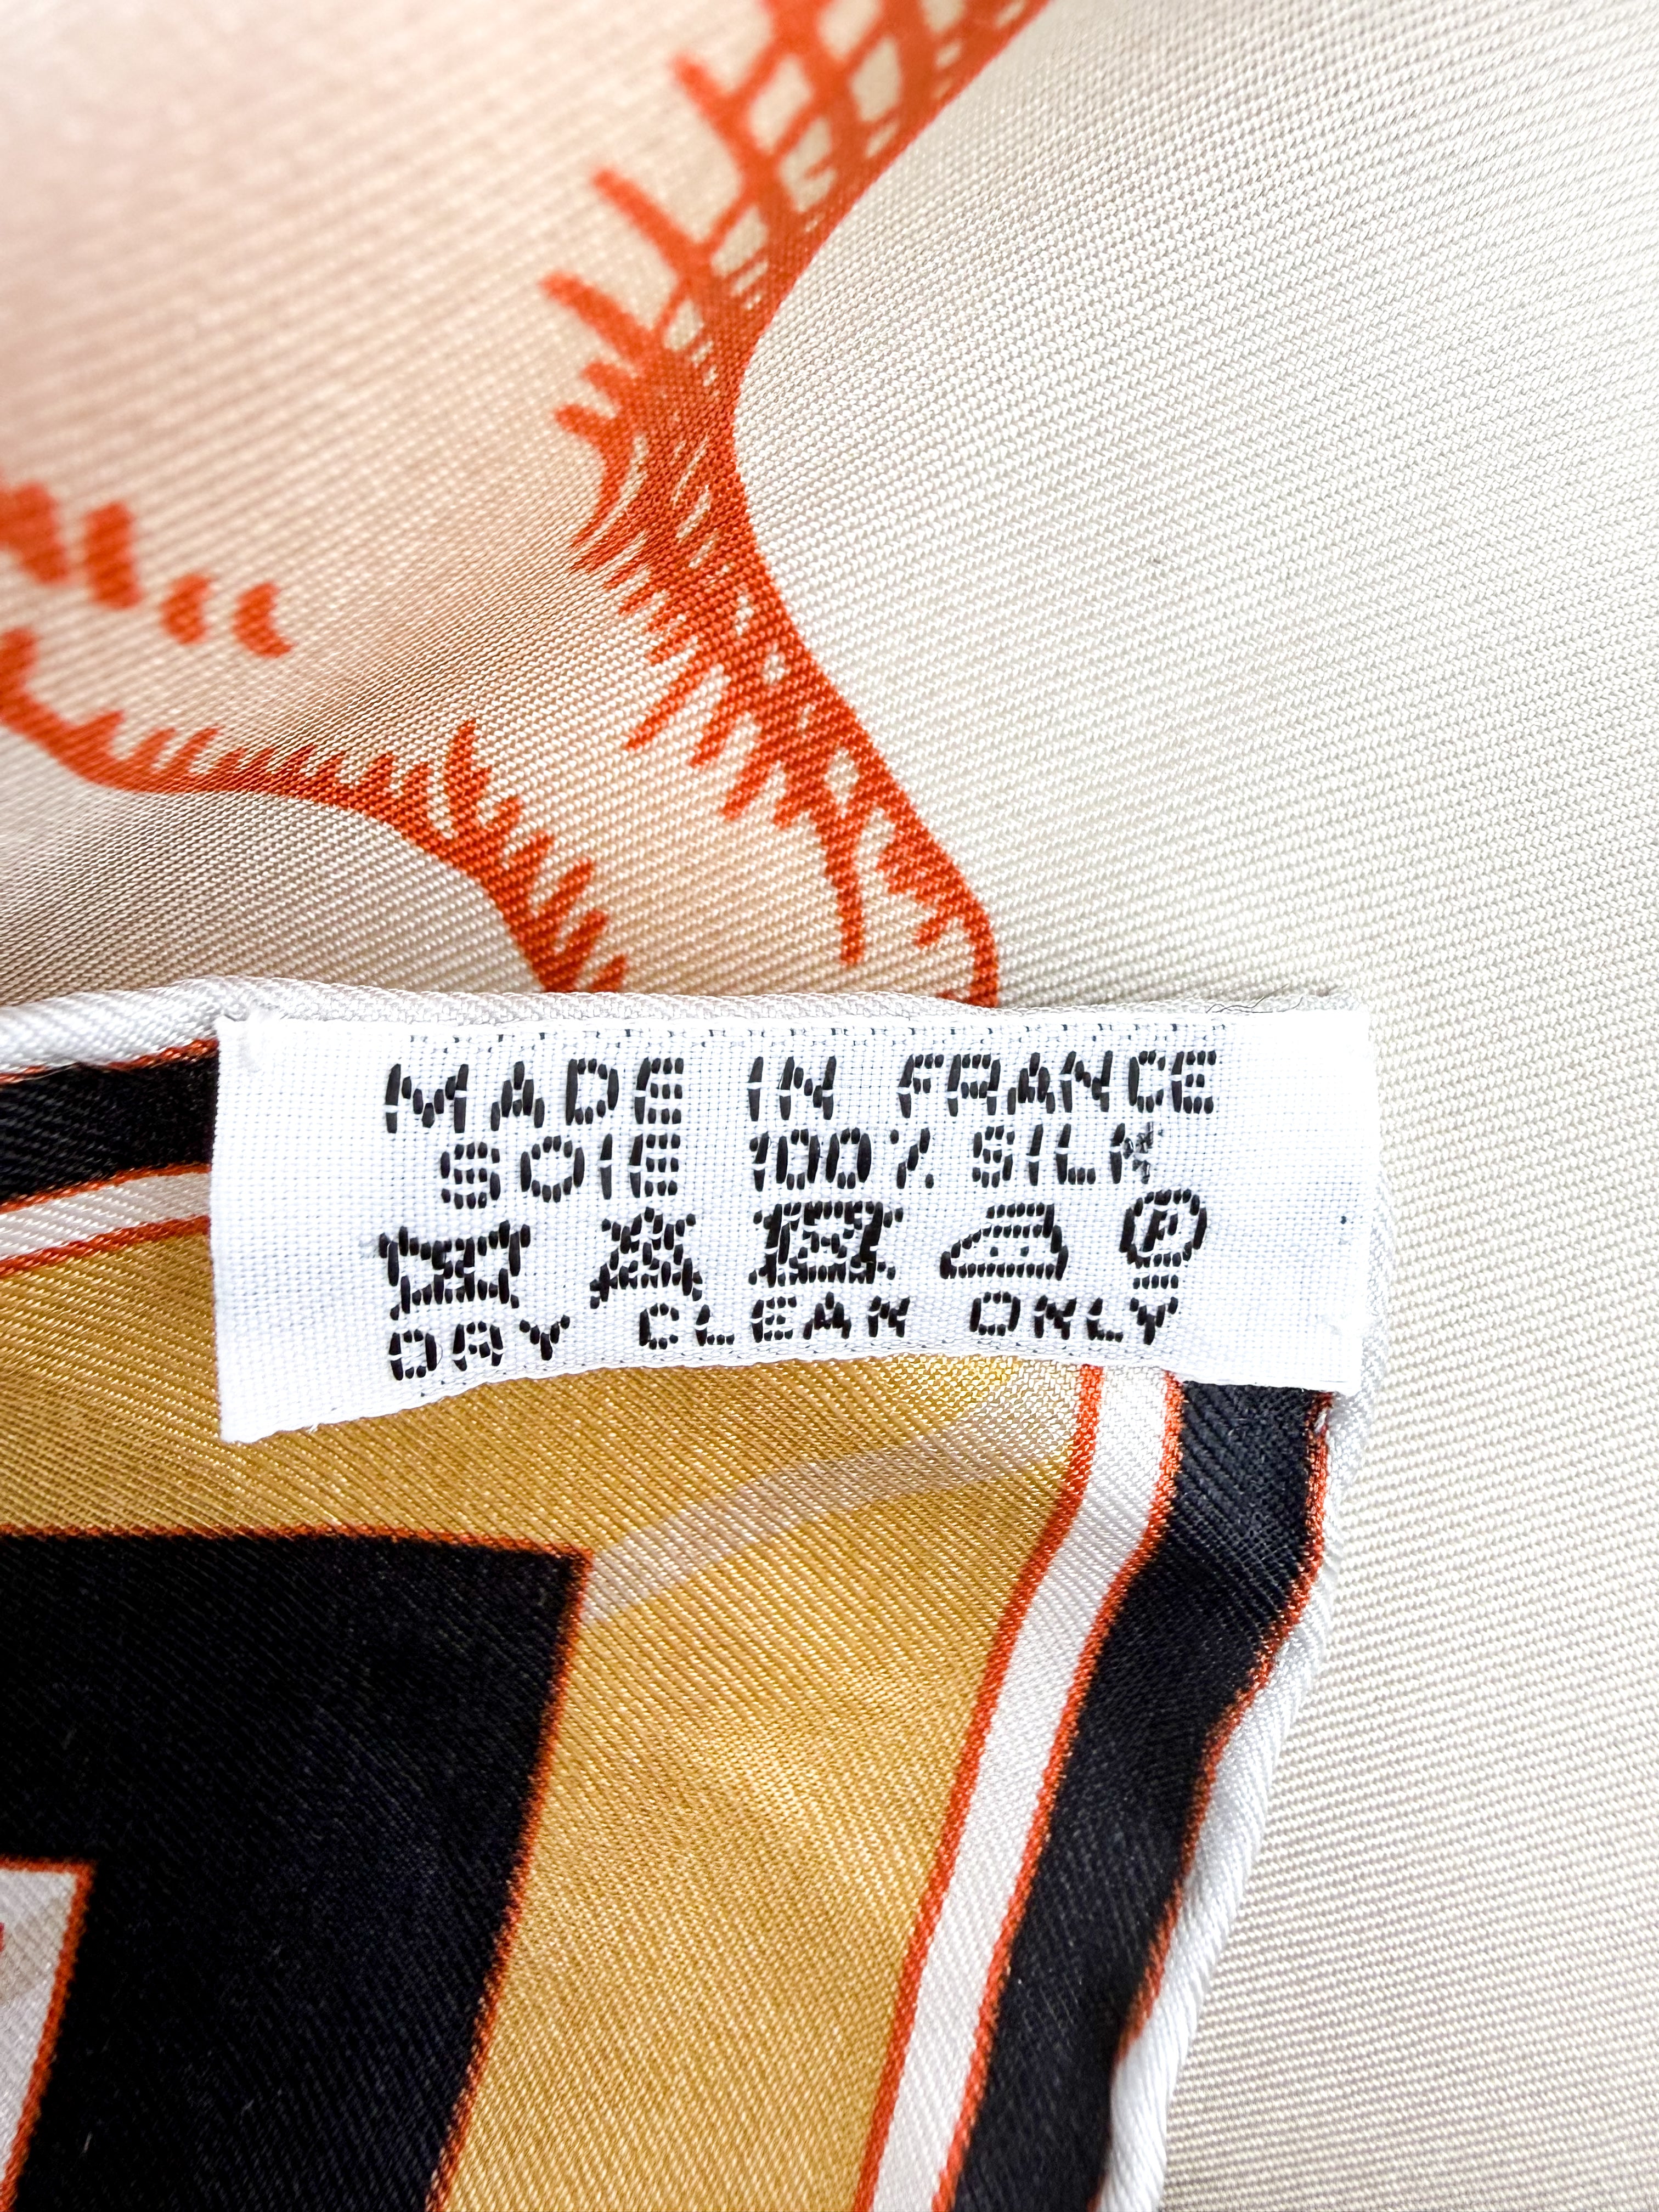 MADE IN FRANCE
SOIE 100% SILK
P
DRY CLEAN ONLY